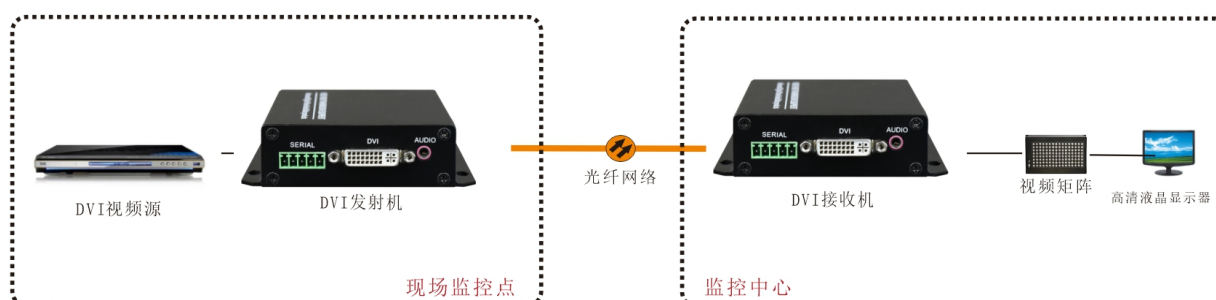 SERIAL
DVI
AUDIO
DVI视频源
DVI发射机
光纤网络
SERIAL
DVI
AUDIO
DVI接收机
视频矩阵
高清液晶显示器
现场监控点
监控中心